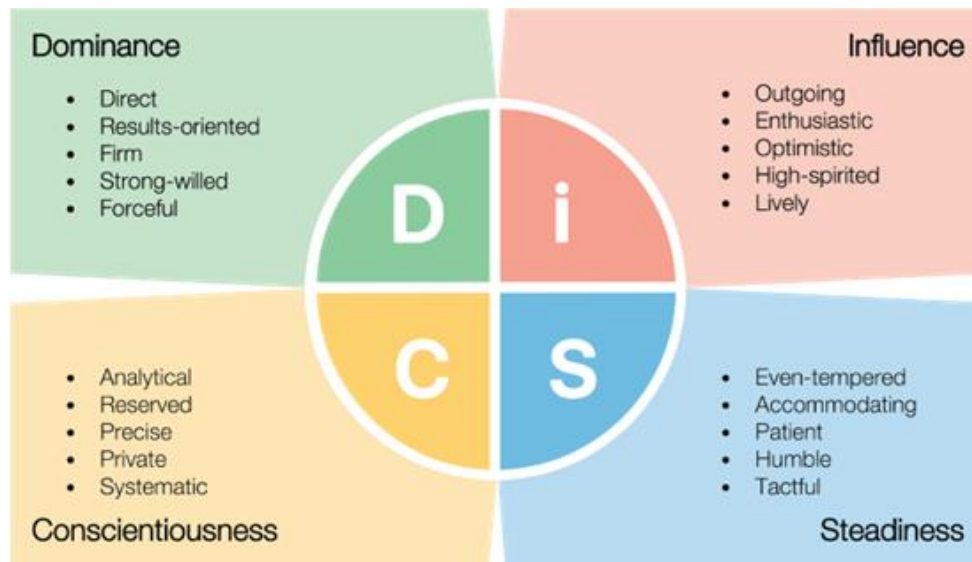 Dominance
• Direct
• Results-oriented
• Firm
• Strong-willed
• Forceful
Influence
• Outgoing
• Enthusiastic
• Optimistic
• High-spirited
• Lively
D
i
C
S
• Analytical
• Reserved
• Precise
• Private
• Systematic
Conscientiousness
• Even-tempered
• Accommodating
• Patient
• Humble
• Tactful
Steadiness